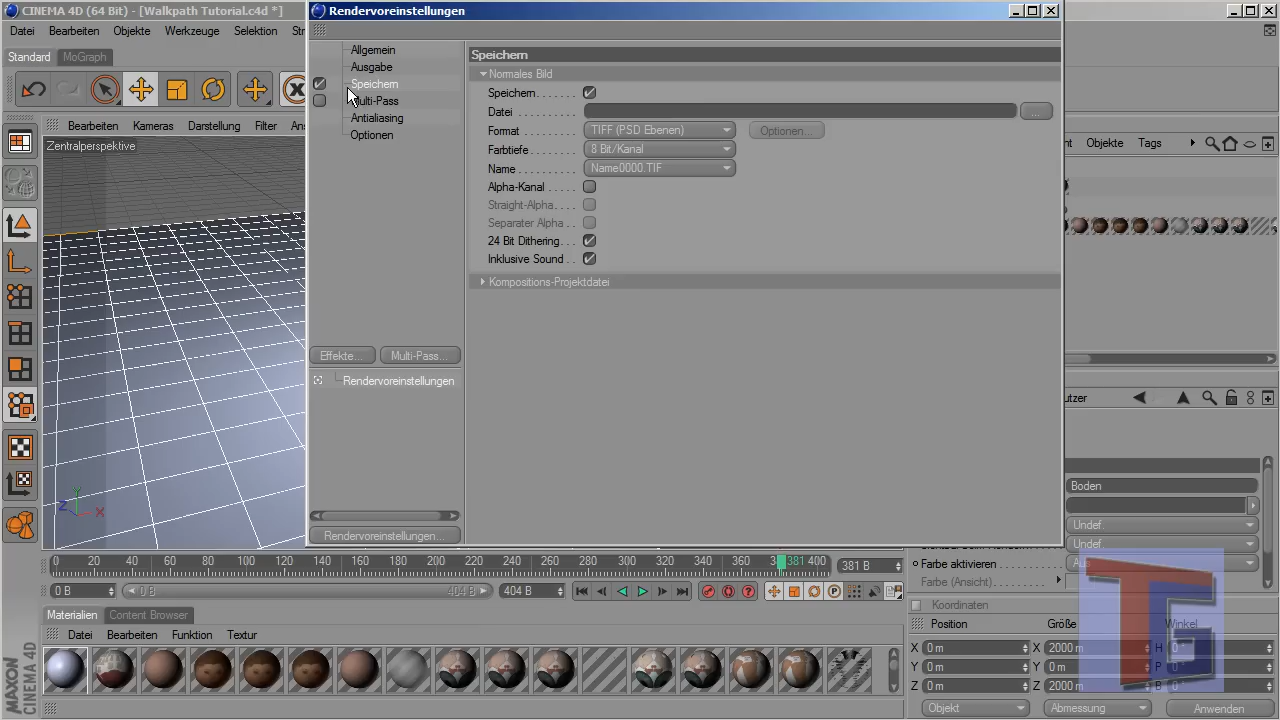 CINEMA 4D (64 Bit) - [Walkpath Tutorial.c4d *]
Rendervoreinstellungen
Datei Bearbeiten Objekte Werkzeuge Selektion
Standard MoGraph
Bearbeiten Kameras Darstellung Filter
Zentralperspektive
Allgemein
Ausgabe
Speichern
Multi-Pass
Antialiasing
Optionen
Effekte... Multi-Pass...
Rendervoreinstellungen
Rendervoreinstellungen...
Speichern
Normales Bild
Speichern
Datei ...
Format TIFF (PSD Ebenen) Optionen...
Farbtiefe 8 Bit/Kanal
Name Name0000.TIF
Alpha-Kanal
Straight-Alpha
Separater Alpha
24 Bit Dithering
Inklusive Sound
Kompositions-Projektdatei
Objekte Tags
Boden
Undef.
Undef.
Farbe aktivieren Aus
Farbe (Ansicht)
Z Y X
0 20 40 60 80 100 120 140 160 180 200 220 240 260 280 300 320 340 360 381 400 381 B
0 B 0 B 404 B 404 B
Materialien Content Browser
Datei Bearbeiten Funktion Textur
MAXON
CINEMA 4D
Koordinaten
Position Größe Winkel
X 0 m X 2000 m H 0 °
Y 0 m Y 0 m P 0 °
Z 0 m Z 2000 m B 0 °
Objekt Abmessung Anwenden
TG